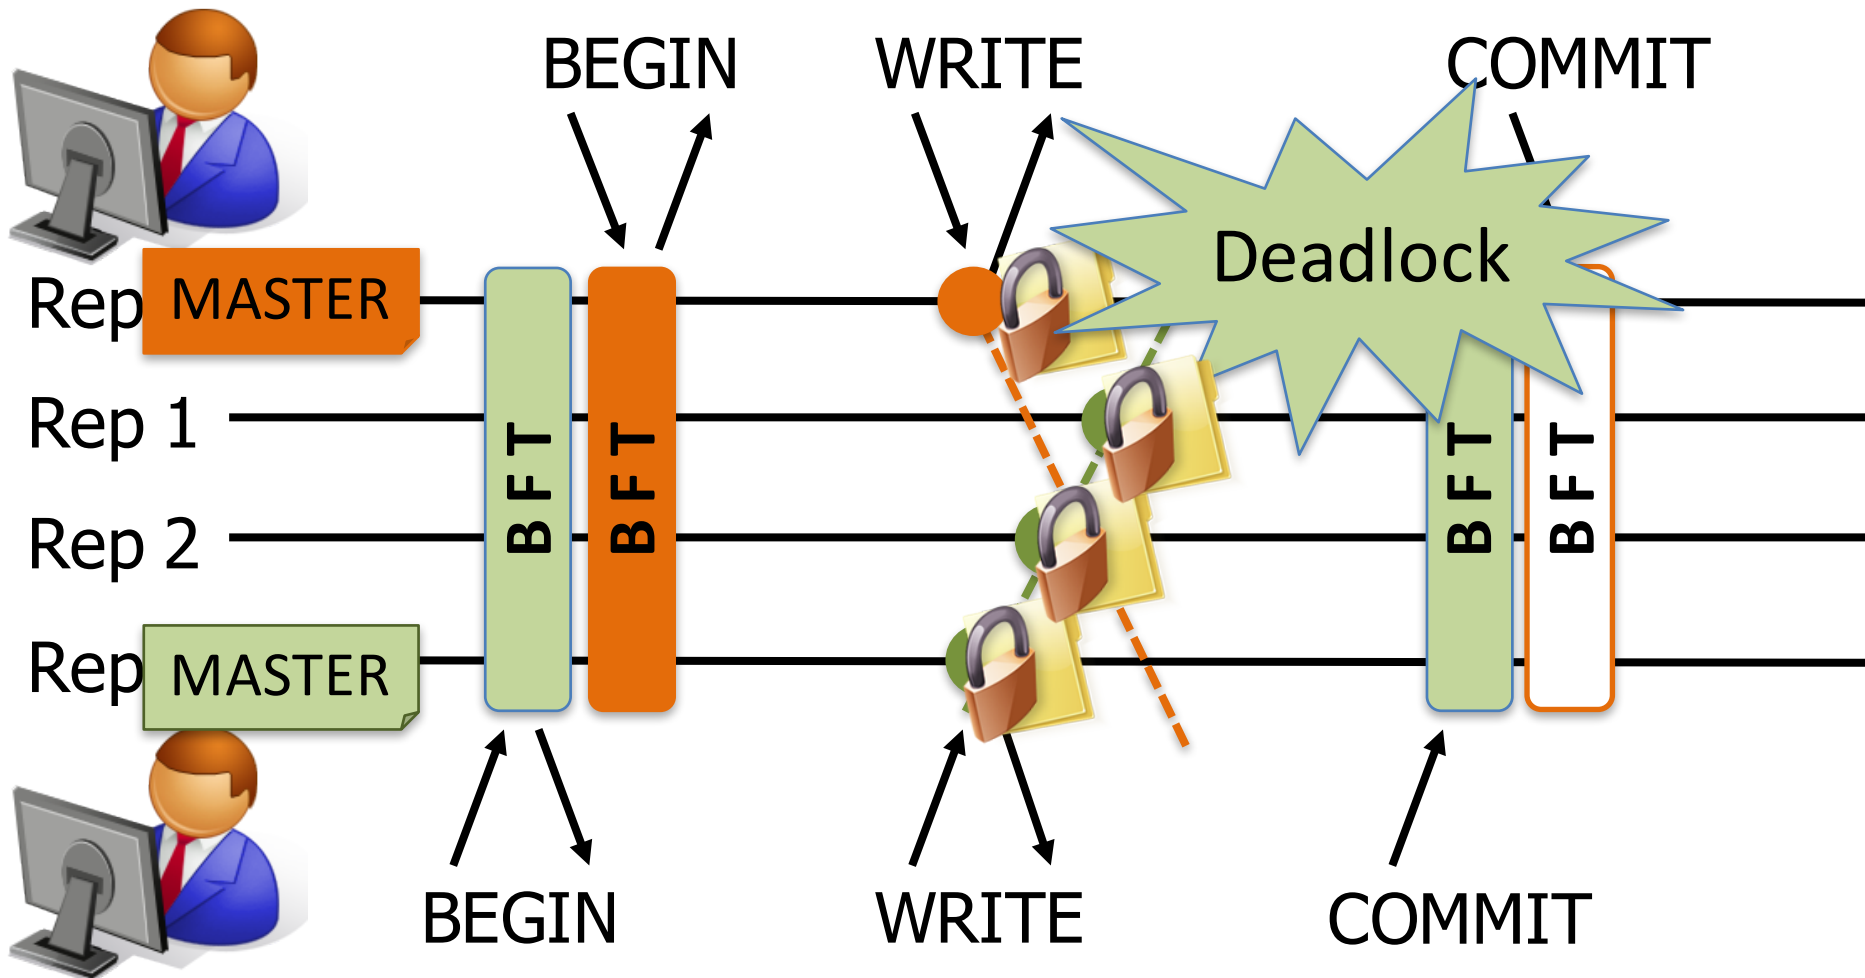 BEGIN
WRITE
COMMIT
Deadlock
Rep
MASTER
Rep 1
Rep 2
Rep
MASTER
BFT
BFT
BFT
BFT
BEGIN
WRITE
COMMIT